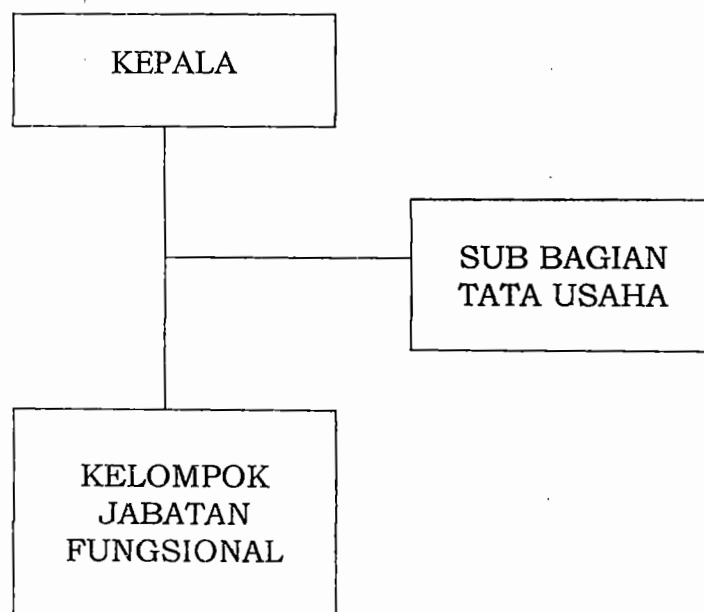 KEPALA
SUB BAGIAN
TATA USAHA
KELOMPOK
JABATAN
FUNGSIONAL